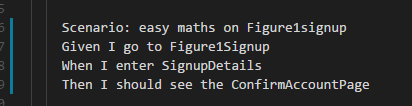 Scenario: easy maths on Figure1signup
Given I go to Figure1Signup
When I enter SignupDetails
Then I should see the ConfirmAccountPage